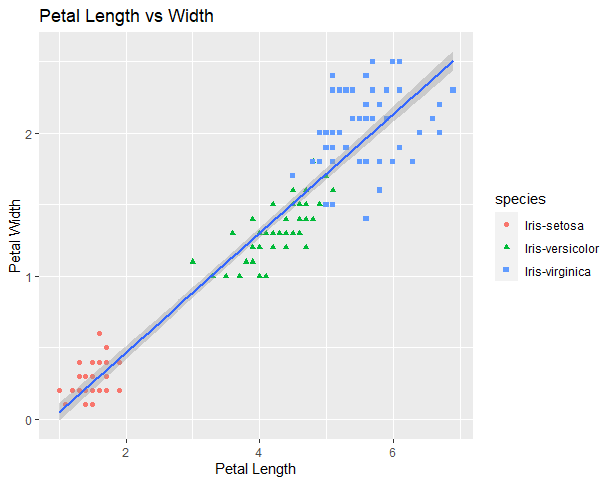 Petal Length vs Width
Petal Width
2
1
0
2
4
6
Petal Length
species
Iris-setosa
Iris-versicolor
Iris-virginica